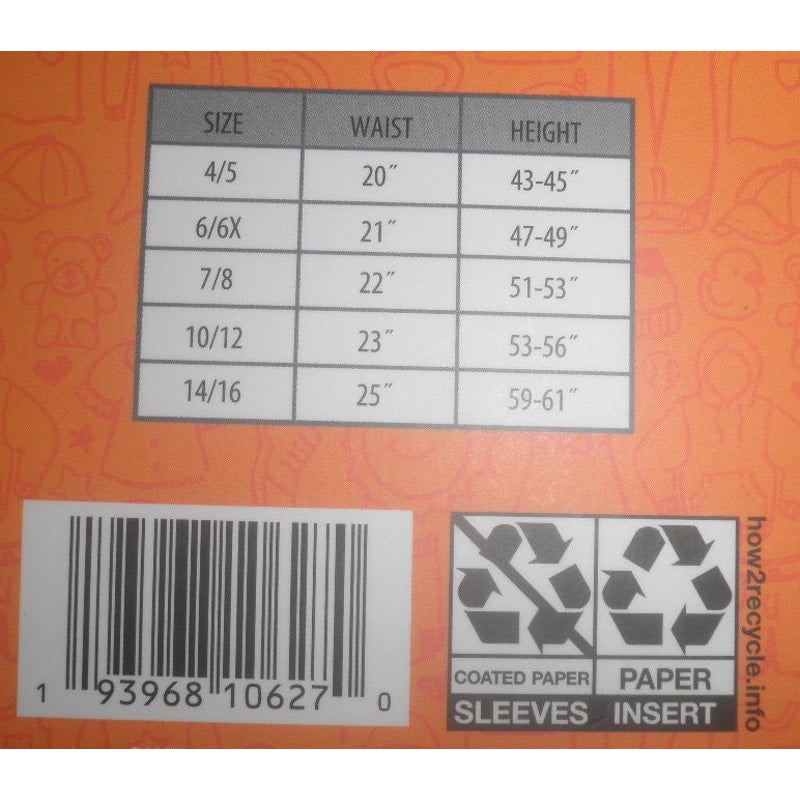 SIZE WAIST HEIGHT
4/5 20″ 43-45″
6/6X 21″ 47-49″
7/8 22″ 51-53″
10/12 23″ 53-56″
14/16 25″ 59-61″
1 93968 10627 0
COATED PAPER
SLEEVES
PAPER
INSERT
how2recycle.info